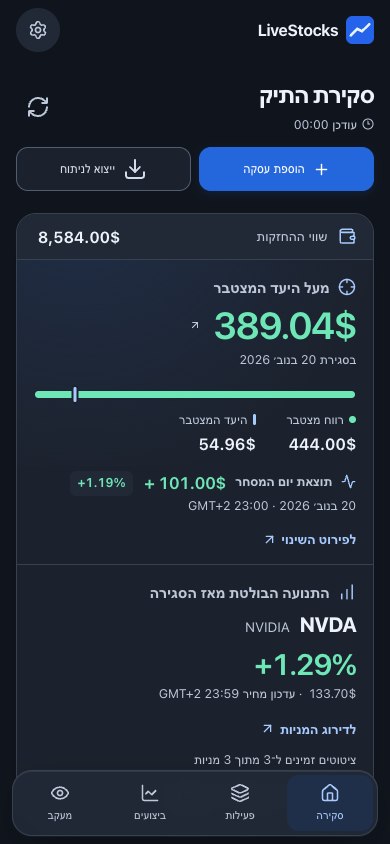 LiveStocks
סקירת התיק
עודכן 00:00
הוספת עסקה
ייצוא לניתוח
שווי ההחזקות
8,584.00$
מעל היעד המצטבר
389.04$
בסגירת 20 בנוב׳ 2026
רווח מצטבר
444.00$
היעד המצטבר
54.96$
תוצאת יום המסחר + 101.00$ +1.19%
20 בנוב׳ 2026 · 23:00 GMT+2
לפירוט השינוי
התנועה הבולטת מאז הסגירה
NVDA NVIDIA
+1.29%
133.70$ · עדכון מחיר 23:59 GMT+2
לדירוג המניות
ציטוטים זמינים ל־3 מתוך 3 מניות
סקירה
פעילות
ביצועים
מעקב